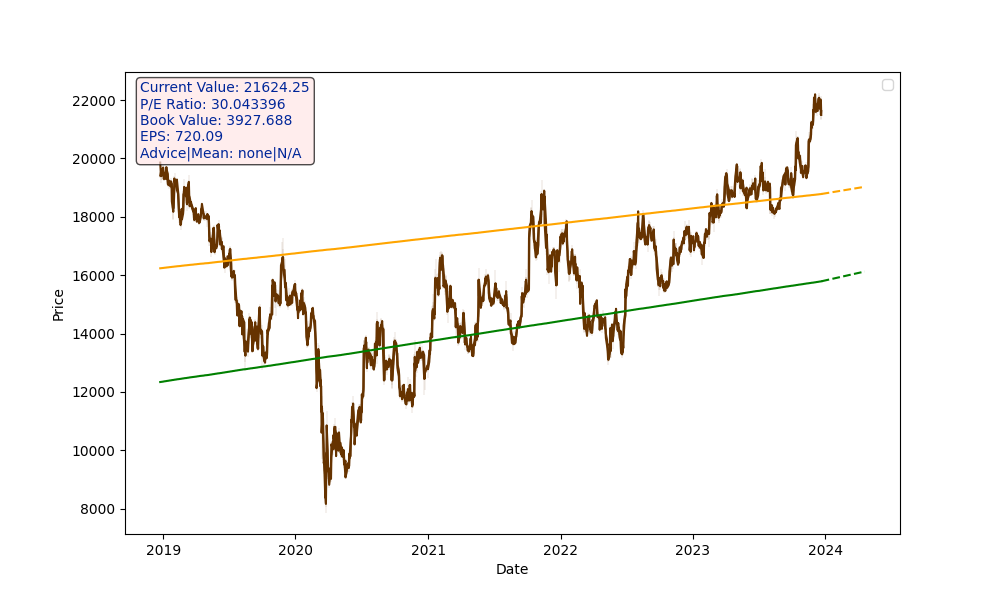 Current Value: 21624.25
P/E Ratio: 30.043396
Book Value: 3927.688
EPS: 720.09
Advice|Mean: none|N/A
22000
20000
18000
16000
14000
12000
10000
8000
Price
2019 2020 2021 2022 2023 2024
Date